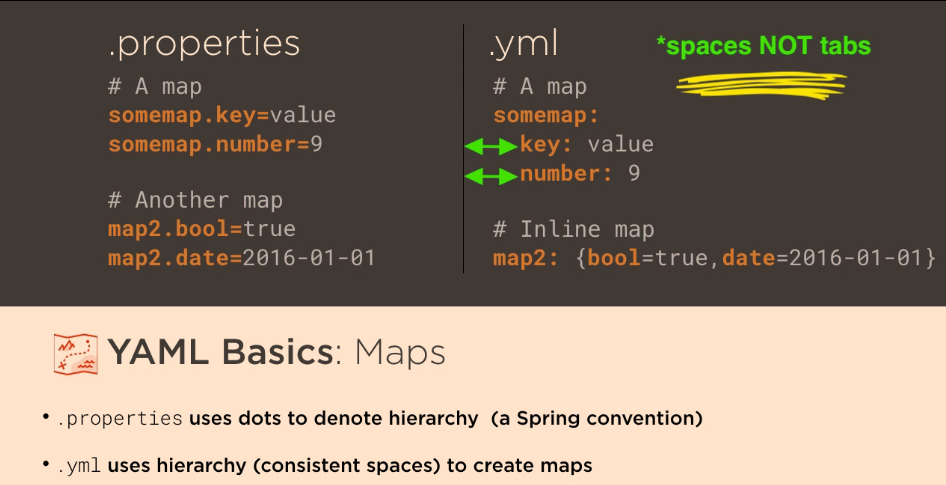 .properties
# A map
somemap.key=value
somemap.number=9
# Another map
map2.bool=true
map2.date=2016-01-01
.yml
*spaces NOT tabs
# A map
somemap:
key: value
number: 9
# Inline map
map2: {bool=true,date=2016-01-01}
YAML Basics: Maps
• .properties uses dots to denote hierarchy (a Spring convention)
• .yml uses hierarchy (consistent spaces) to create maps